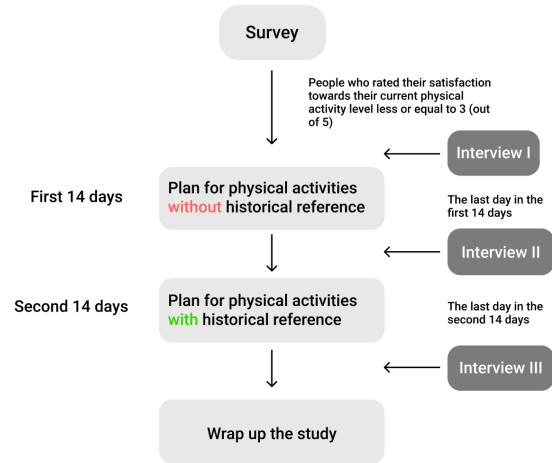 Survey
People who rated their satisfaction
towards their current physical
activity level less or equal to 3 (out
of 5)
Interview I
First 14 days
Plan for physical activities
without historical reference
The last day in the
first 14 days
Interview II
Second 14 days
Plan for physical activities
with historical reference
The last day in the
second 14 days
Interview III
Wrap up the study